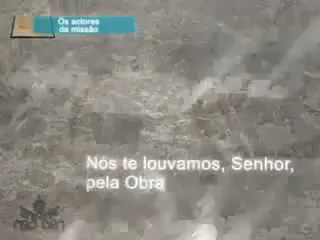 Os actores
da missão
Nós te louvamos, Senhor,
pela Obra